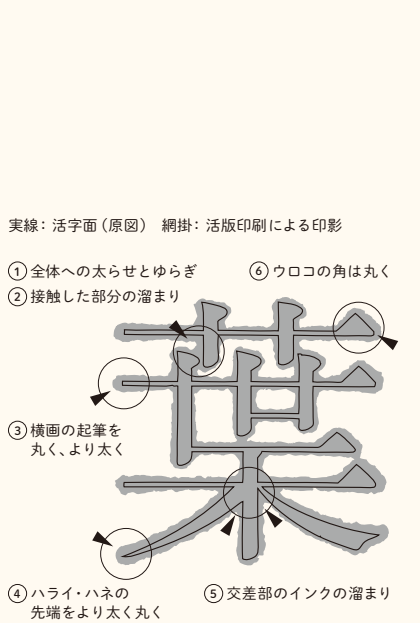 実線：活字面（原図）　網掛：活版印刷による印影
①全体への太らせとゆらぎ
⑥ウロコの角は丸く
②接触した部分の溜まり
葉
③横画の起筆を
丸く、より太く
④ハライ・ハネの
先端をより太く丸く
⑤交差部のインクの溜まり